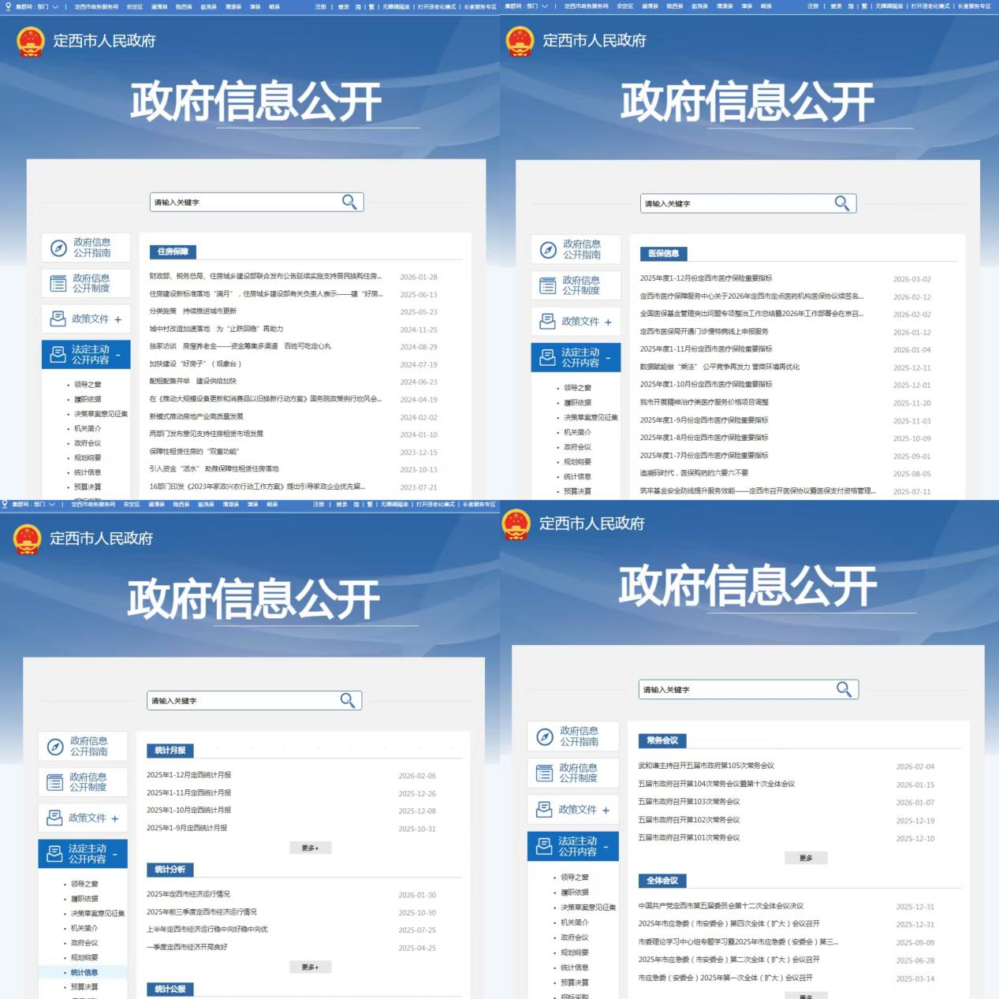 集群网：部门 | 定西市政务服务网 安定区 通渭县 陇西县 临洮县 渭源县 漳县 岷县 注册 | 登录 简 | 繁 | 无障碍阅读 | 打开适老化模式 | 长者服务专区
定西市人民政府
政府信息公开
请输入关键字
政府信息
公开指南
政府信息
公开制度
政策文件 +
法定主动
公开内容 -
• 领导之窗
• 履职依据
• 决策草案意见征集
• 机关简介
• 政府会议
• 规划纲要
• 统计信息
• 预算决算
住房保障
财政部、税务总局、住房城乡建设部联合发布公告延续实施支持居民换购住房... 2026-01-28
住房建设新标准落地“满月”，住房城乡建设部有关负责人表示——建“好房... 2025-06-13
分类施策 持续推进城市更新 2025-05-23
城中村改造加速落地 为“止跌回稳”再助力 2024-11-25
独家访谈 房屋养老金——资金筹集多渠道 百姓可吃定心丸 2024-08-29
加快建设“好房子”（观象台） 2024-07-19
配租配售并举 建设供给加快 2024-06-23
在《推动大规模设备更新和消费品以旧换新行动方案》国务院政策例行吹风会... 2024-04-19
新模式推动房地产业高质量发展 2024-02-02
两部门发布意见支持住房租赁市场发展 2024-01-10
保障性租赁住房的“双重功能” 2023-12-15
引入资金“活水” 助推保障性租赁住房落地 2023-10-13
16部门印发《2023年家政兴农行动工作方案》提出引导家政企业优先留... 2023-07-21
集群网：部门 | 定西市政务服务网 安定区 通渭县 陇西县 临洮县 渭源县 漳县 岷县 注册 | 登录 简 | 繁 | 无障碍阅读 | 打开适老化模式 | 长者服务专区
定西市人民政府
政府信息公开
请输入关键字
政府信息
公开指南
政府信息
公开制度
政策文件 +
法定主动
公开内容 -
• 领导之窗
• 履职依据
• 决策草案意见征集
• 机关简介
• 政府会议
• 规划纲要
• 统计信息
• 预算决算
医保信息
2025年度1-12月份定西市医疗保险重要指标 2026-03-02
定西市医疗保障服务中心关于2026年定西市定点医药机构医保协议续签名... 2026-02-12
全国医保基金管理突出问题专项整治工作总结暨2026年工作部署会在京召... 2026-02-02
定西市医保局开通门诊慢特病线上申报服务 2026-01-12
2025年度1-11月份定西市医疗保险重要指标 2026-01-04
数据赋能做“乘法” 公平竞争再发力 营商环境再优化 2025-12-11
2025年度1-10月份定西市医疗保险重要指标 2025-12-01
我市开展精神治疗类医疗服务价格项目调整 2025-11-20
2025年度1-9月份定西市医疗保险重要指标 2025-11-03
2025年度1-8月份定西市医疗保险重要指标 2025-10-09
2025年度1-7月份定西市医疗保险重要指标 2025-09-01
追溯码时代，医保购药的六要六不要 2025-08-05
筑牢基金安全防线提升服务效能——定西市召开医保协议暨医保支付资格管理... 2025-07-11
集群网：部门 | 定西市政务服务网 安定区 通渭县 陇西县 临洮县 渭源县 漳县 岷县 注册 | 登录 简 | 繁 | 无障碍阅读 | 打开适老化模式 | 长者服务专区
定西市人民政府
政府信息公开
请输入关键字
政府信息
公开指南
政府信息
公开制度
政策文件 +
法定主动
公开内容 -
• 领导之窗
• 履职依据
• 决策草案意见征集
• 机关简介
• 政府会议
• 规划纲要
• 统计信息
• 预算决算
统计月报
2025年1-12月定西统计月报 2026-02-06
2025年1-11月定西统计月报 2025-12-26
2025年1-10月定西统计月报 2025-12-08
2025年1-9月定西统计月报 2025-10-31
更多+
统计分析
2025年定西市经济运行情况 2026-01-30
2025年前三季度定西市经济运行情况 2025-10-30
上半年定西市经济运行稳中向好稳中向优 2025-07-25
一季度定西市经济开局良好 2025-04-25
更多+
统计公报
定西市人民政府
政府信息公开
请输入关键字
政府信息
公开指南
政府信息
公开制度
政策文件 +
法定主动
公开内容 -
• 领导之窗
• 履职依据
• 决策草案意见征集
• 机关简介
• 政府会议
• 规划纲要
• 统计信息
• 预算决算
• 招标采购
常务会议
武和谦主持召开五届市政府第105次常务会议 2026-02-04
五届市政府召开第104次常务会议暨第十次全体会议 2026-01-15
五届市政府召开第103次常务会议 2026-01-07
五届市政府召开第102次常务会议 2025-12-19
五届市政府召开第101次常务会议 2025-12-10
更多
全体会议
中国共产党定西市第五届委员会第十二次全体会议决议 2025-12-31
2025年市应急委（市安委会）第四次全体（扩大）会议召开 2025-12-31
市委理论学习中心组专题学习暨2025年市应急委（安委会）第三... 2025-09-09
2025年市应急委（市安委会）第二次全体（扩大）会议召开 2025-06-28
市应急委（安委会）2025年第一次全体（扩大）会议召开 2025-03-14
更多